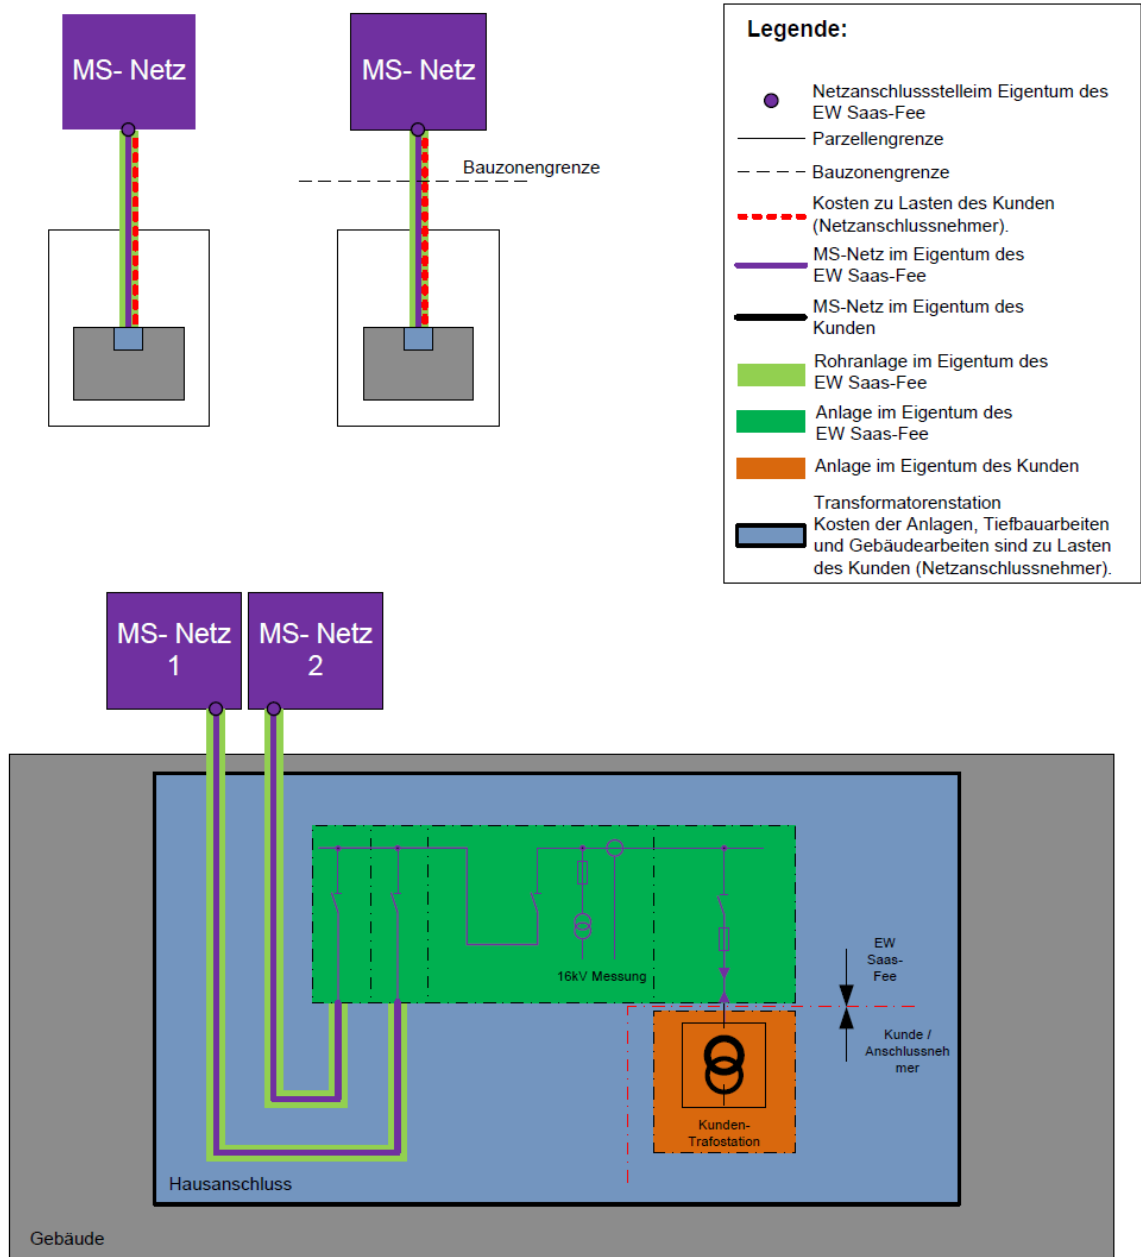 MS- Netz
MS- Netz
Bauzonengrenze
Legende:
Netzanschlussstelleim Eigentum des
EW Saas-Fee
Parzellengrenze
Bauzonengrenze
Kosten zu Lasten des Kunden
(Netzanschlussnehmer).
MS-Netz im Eigentum des
EW Saas-Fee
MS-Netz im Eigentum des
Kunden
Rohranlage im Eigentum des
EW Saas-Fee
Anlage im Eigentum des
EW Saas-Fee
Anlage im Eigentum des Kunden
Transformatorenstation
Kosten der Anlagen, Tiefbauarbeiten
und Gebäudearbeiten sind zu Lasten
des Kunden (Netzanschlussnehmer).
MS- Netz
1
MS- Netz
2
16kV Messung
EW
Saas-
Fee
Kunde /
Anschlussneh
mer
Kunden-
Trafostation
Hausanschluss
Gebäude